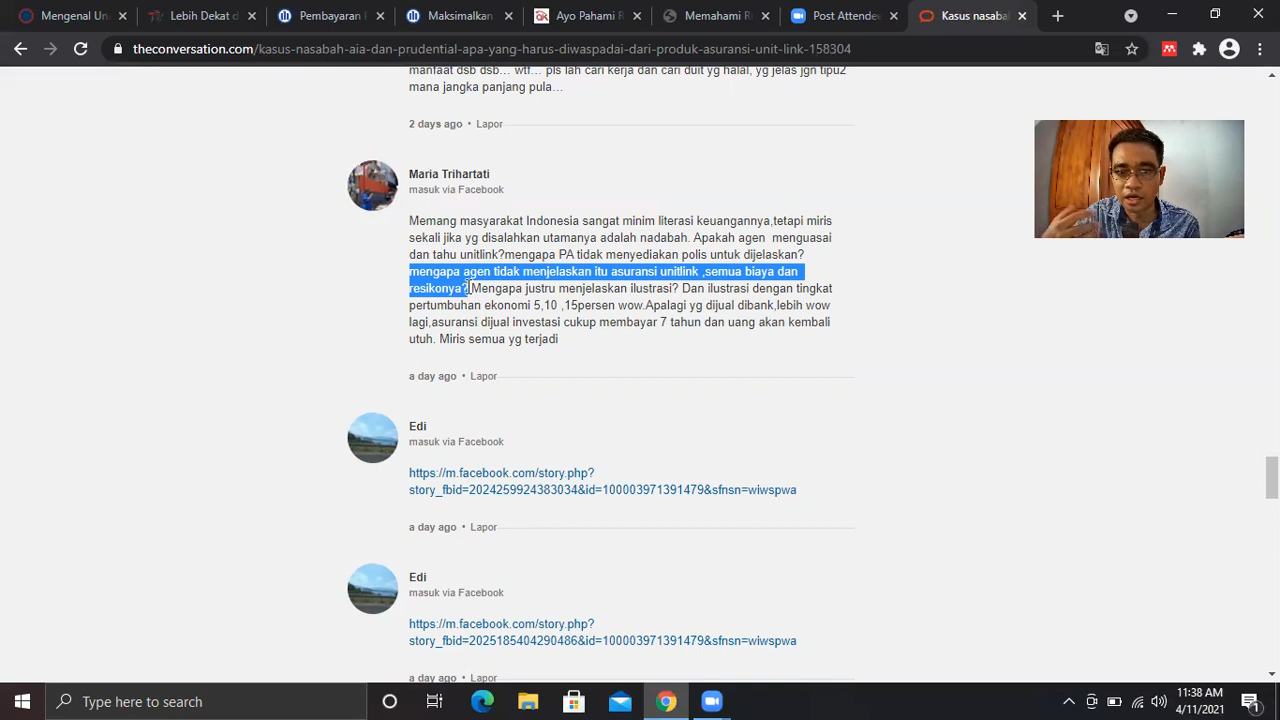 Mengenal Un
Lebih Dekat d
Pembayaran P
Maksimalkan
Ayo Pahami R
Memahami Ri
Post Attendee
Kasus nasabah
theconversation.com/kasus-nasabah-aia-dan-prudential-apa-yang-harus-diwaspadai-dari-produk-asuransi-unit-link-158304
manfaat dsb dsb… wtf… pls lah cari kerja dan cari duit yg halal, yg jelas jgn tipu2
mana jangka panjang pula…
2 days ago • Lapor
Maria Trihartati
masuk via Facebook
Memang masyarakat Indonesia sangat minim literasi keuangannya,tetapi miris
sekali jika yg disalahkan utamanya adalah nadabah. Apakah agen menguasai
dan tahu unitlink?mengapa PA tidak menyediakan polis untuk dijelaskan?
mengapa agen tidak menjelaskan itu asuransi unitlink ,semua biaya dan
resikonya? Mengapa justru menjelaskan ilustrasi? Dan ilustrasi dengan tingkat
pertumbuhan ekonomi 5,10 ,15persen wow.Apalagi yg dijual dibank,lebih wow
lagi,asuransi dijual investasi cukup membayar 7 tahun dan uang akan kembali
utuh. Miris semua yg terjadi
a day ago • Lapor
Edi
masuk via Facebook
https://m.facebook.com/story.php?
story_fbid=2024259924383034&id=100003971391479&sfnsn=wiwspwa
a day ago • Lapor
Edi
masuk via Facebook
https://m.facebook.com/story.php?
story_fbid=2025185404290486&id=100003971391479&sfnsn=wiwspwa
a day ago • Lapor
Type here to search
11:38 AM
4/11/2021